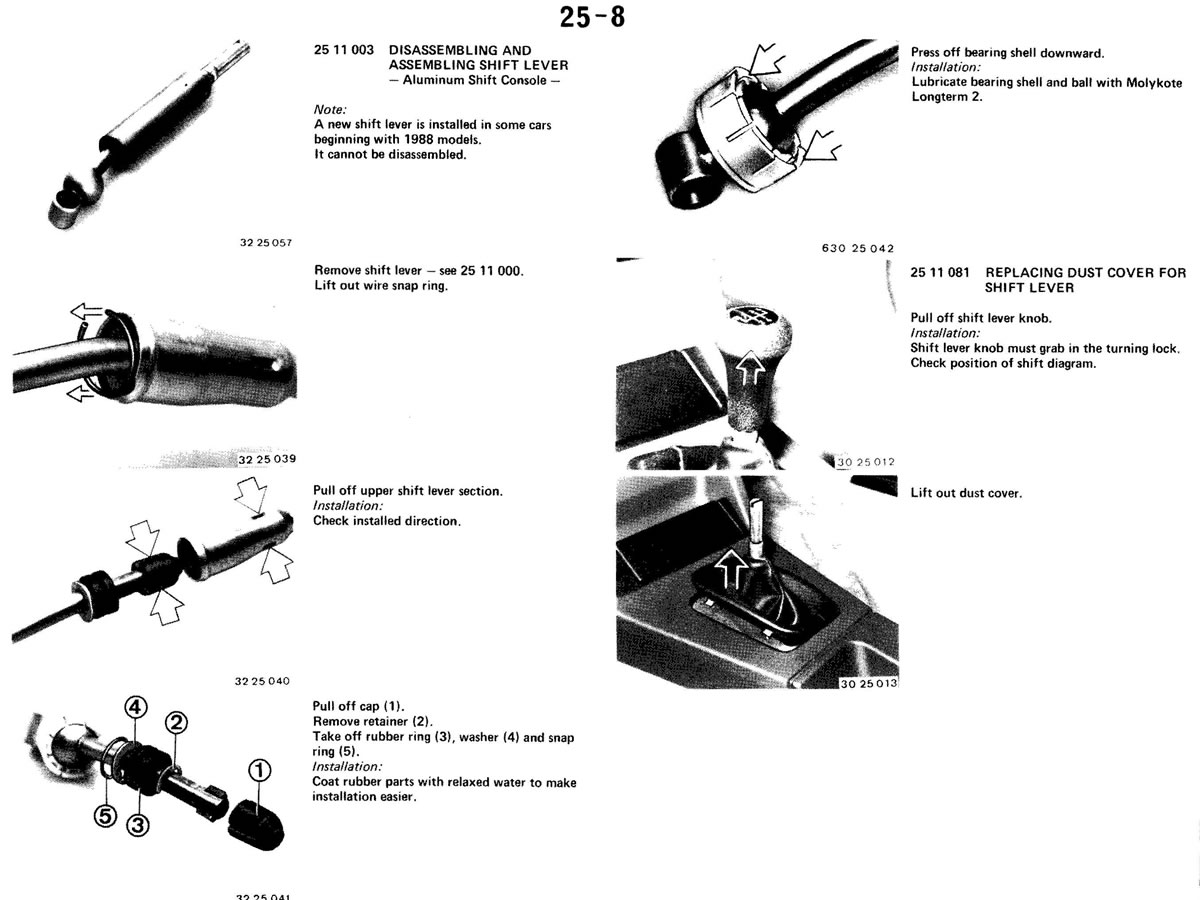 25-8
25 11 003 DISASSEMBLING AND
ASSEMBLING SHIFT LEVER
— Aluminum Shift Console —
Note:
A new shift lever is installed in some cars
beginning with 1988 models.
It cannot be disassembled.
32 25 057
Remove shift lever — see 25 11 000.
Lift out wire snap ring.
32 25 039
Pull off upper shift lever section.
Installation:
Check installed direction.
32 25 040
Pull off cap (1).
Remove retainer (2).
Take off rubber ring (3), washer (4) and snap
ring (5).
Installation:
Coat rubber parts with relaxed water to make
installation easier.
4
2
1
5
3
32 25 041
Press off bearing shell downward.
Installation:
Lubricate bearing shell and ball with Molykote
Longterm 2.
630 25 042
25 11 081 REPLACING DUST COVER FOR
SHIFT LEVER
Pull off shift lever knob.
Installation:
Shift lever knob must grab in the turning lock.
Check position of shift diagram.
30 25 012
Lift out dust cover.
30 25 013